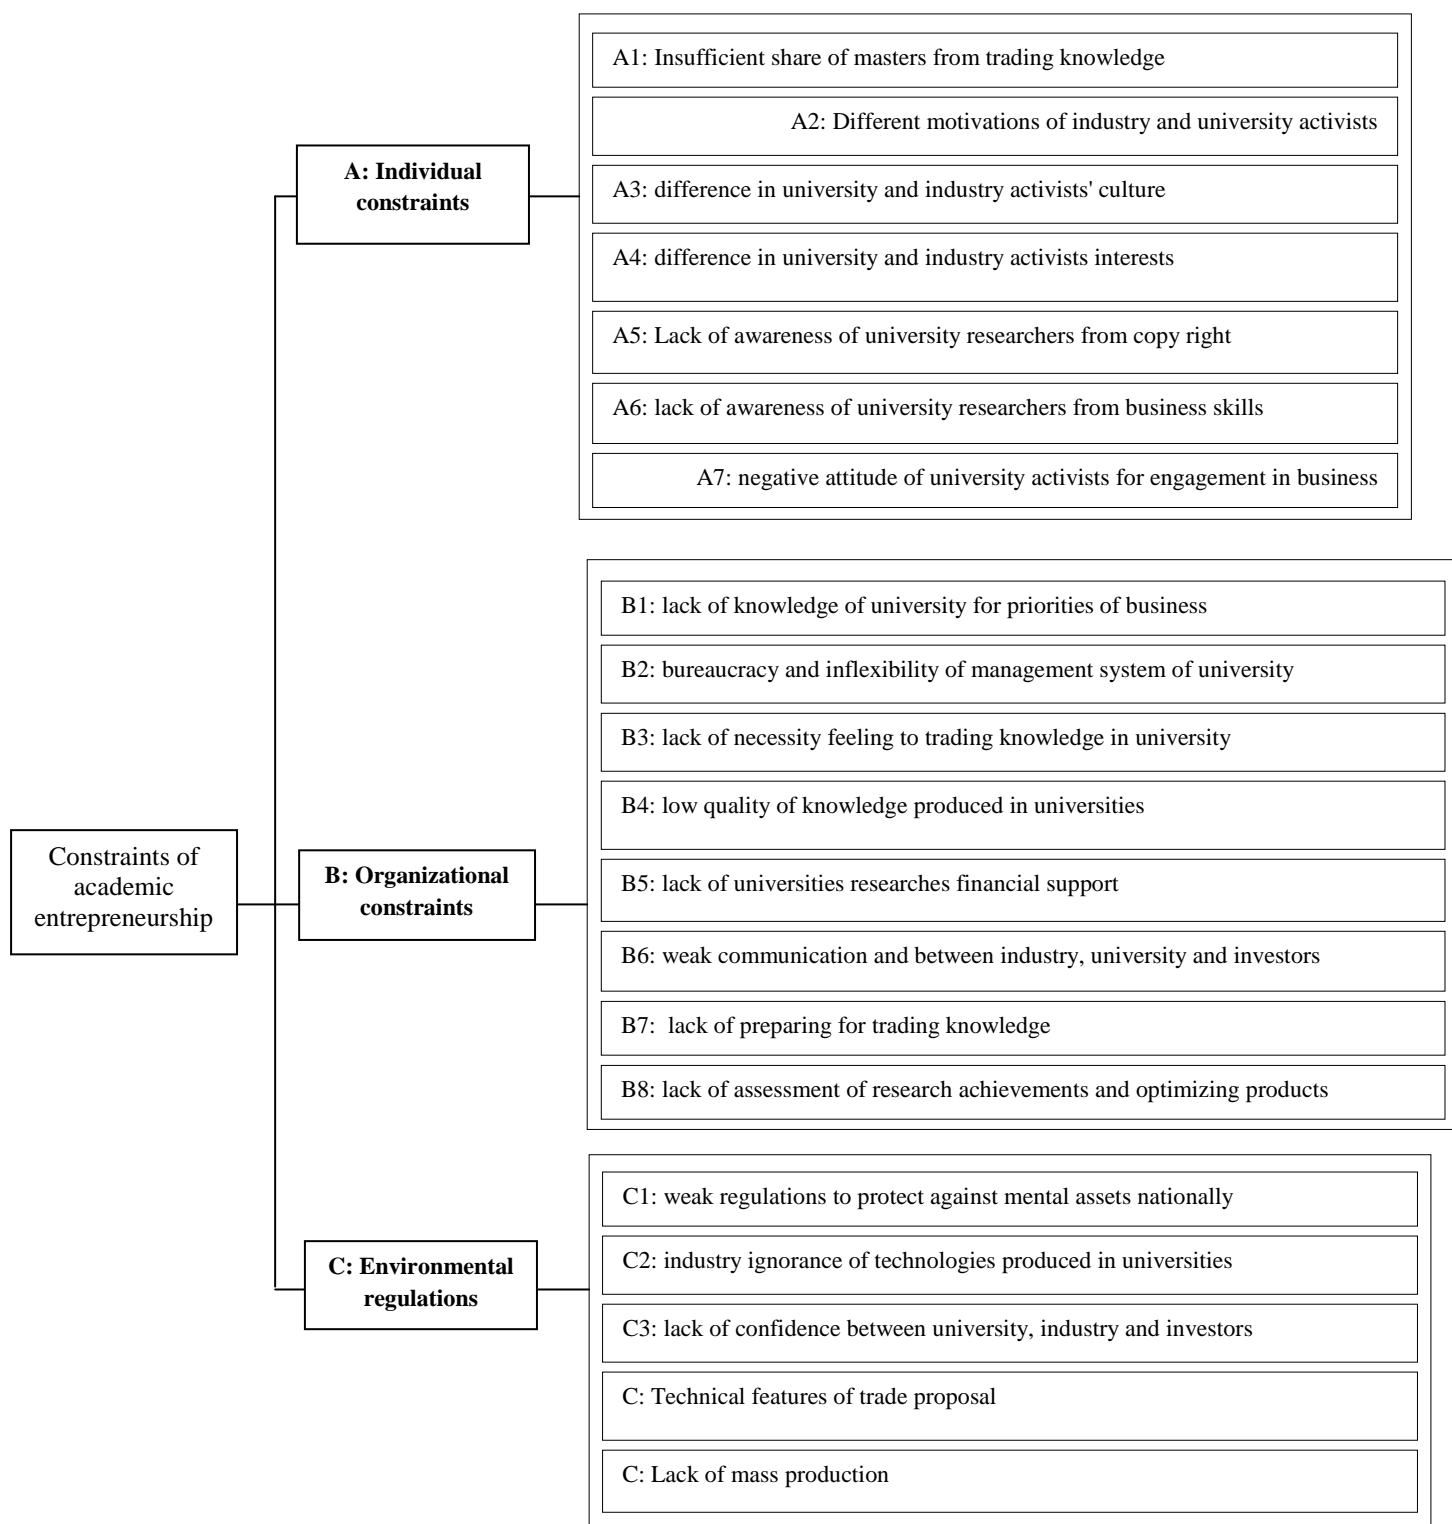 A1: Insufficient share of masters from trading knowledge
A2: Different motivations of industry and university activists
A: Individual
constraints
A3: difference in university and industry activists' culture
A4: difference in university and industry activists interests
A5: Lack of awareness of university researchers from copy right
A6: lack of awareness of university researchers from business skills
A7: negative attitude of university activists for engagement in business
B1: lack of knowledge of university for priorities of business
B2: bureaucracy and inflexibility of management system of university
B3: lack of necessity feeling to trading knowledge in university
B4: low quality of knowledge produced in universities
Constraints of
academic
entrepreneurship
B: Organizational
constraints
B5: lack of universities researches financial support
B6: weak communication and between industry, university and investors
B7:  lack of preparing for trading knowledge
B8: lack of assessment of research achievements and optimizing products
C1: weak regulations to protect against mental assets nationally
C: Environmental
regulations
C2: industry ignorance of technologies produced in universities
C3: lack of confidence between university, industry and investors
C: Technical features of trade proposal
C: Lack of mass production